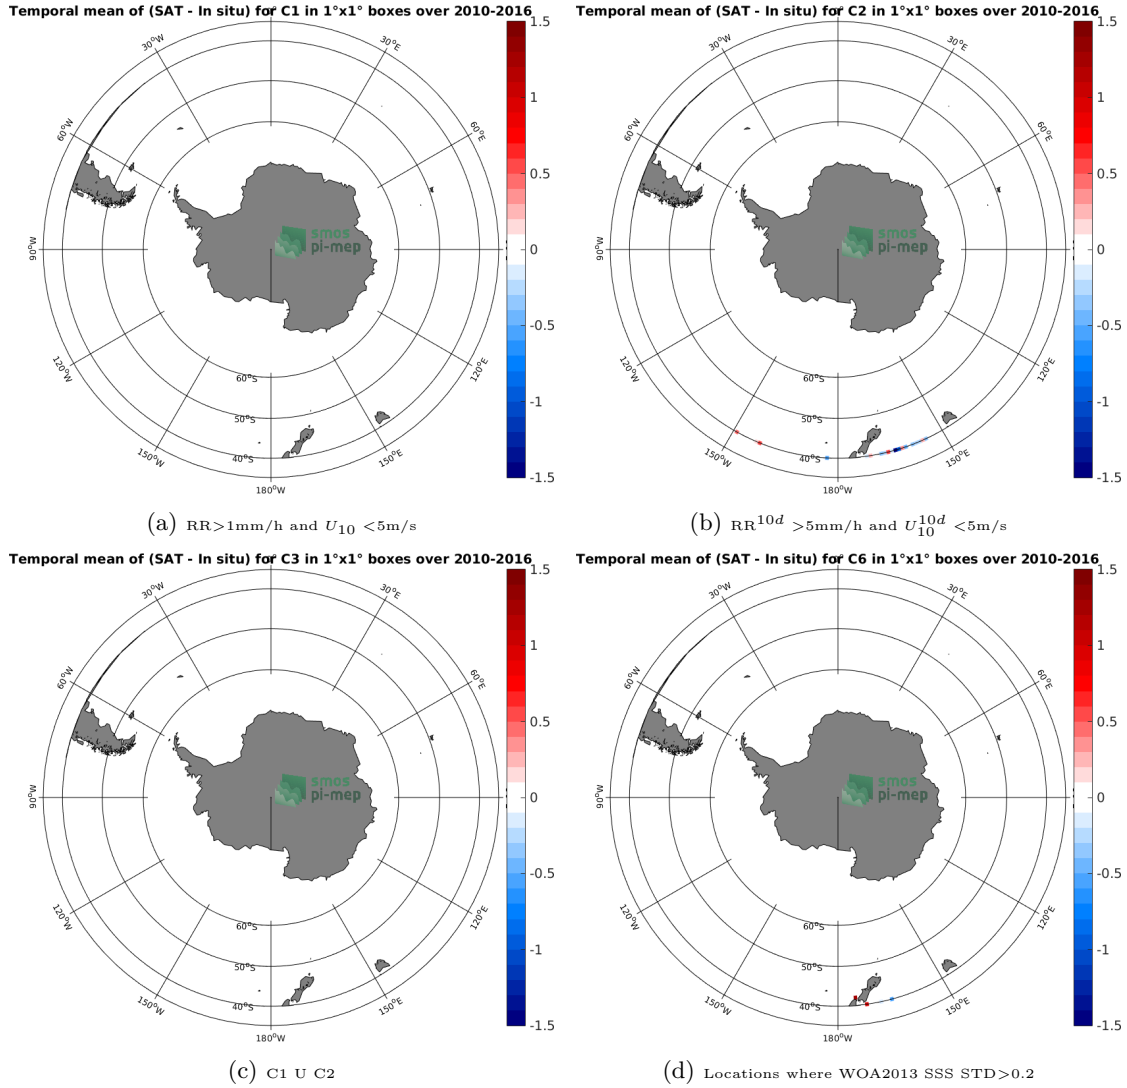 Temporal mean of (SAT - In situ) for C1 in 1°x1° boxes over 2010-2016
30°W
30°E
60°W
60°E
90°W
120°W
120°E
150°W
150°E
180°W
60°S
50°S
40°S
smos
pi-mep
1.5
1
0.5
0
-0.5
-1
-1.5
(a) RR>1mm/h and U10 <5m/s
Temporal mean of (SAT - In situ) for C2 in 1°x1° boxes over 2010-2016
30°W
30°E
60°W
60°E
90°W
120°W
120°E
150°W
150°E
180°W
60°S
50°S
40°S
smos
pi-mep
1.5
1
0.5
0
-0.5
-1
-1.5
(b) RR10d >5mm/h and U10d10 <5m/s
Temporal mean of (SAT - In situ) for C3 in 1°x1° boxes over 2010-2016
30°W
30°E
60°W
60°E
90°W
120°W
120°E
150°W
150°E
180°W
60°S
50°S
40°S
smos
pi-mep
1.5
1
0.5
0
-0.5
-1
-1.5
(c) C1 U C2
Temporal mean of (SAT - In situ) for C6 in 1°x1° boxes over 2010-2016
30°W
30°E
60°W
60°E
90°W
120°W
120°E
150°W
150°E
180°W
60°S
50°S
40°S
smos
pi-mep
1.5
1
0.5
0
-0.5
-1
-1.5
(d) Locations where WOA2013 SSS STD>0.2